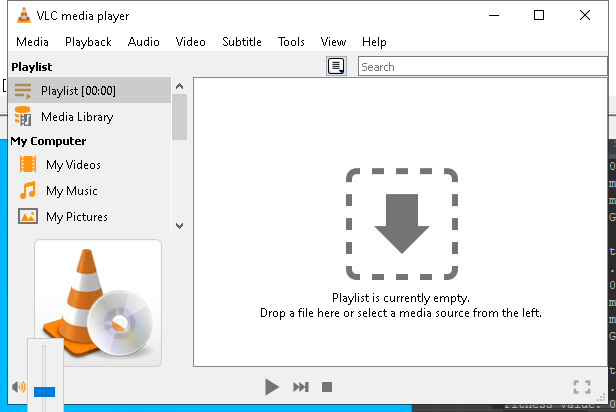 VLC media player
Media Playback Audio Video Subtitle Tools View Help
Playlist
Search
Playlist [00:00]
Media Library
My Computer
My Videos
My Music
My Pictures
Playlist is currently empty.
Drop a file here or select a media source from the left.